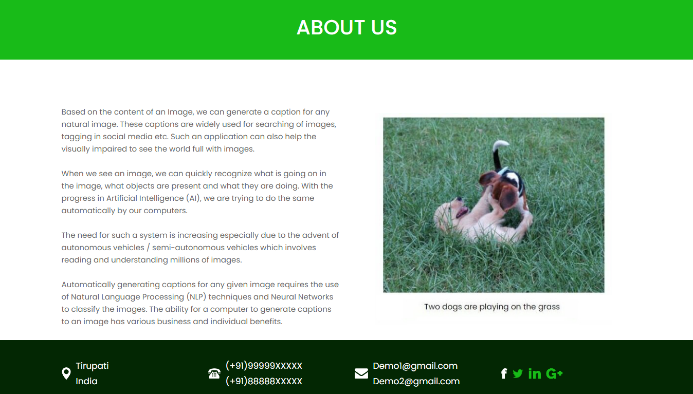 ABOUT US
Based on the content of an Image, we can generate a caption for any
natural image. These captions are widely used for searching of images,
tagging in social media etc. Such an application can also help the
visually impaired to see the world full with images.
When we see an image, we can quickly recognize what is going on in
the image, what objects are present and what they are doing. With the
progress in Artificial Intelligence (AI), we are trying to do the same
automatically by our computers.
The need for such a system is increasing especially due to the advent of
autonomous vehicles / semi-autonomous vehicles which involves
reading and understanding millions of images.
Automatically generating captions for any given image requires the use
of Natural Language Processing (NLP) techniques and Neural Networks
to classify the images. The ability for a computer to generate captions
to an image has various business and individual benefits.
Two dogs are playing on the grass
Tirupati
India
(+91)99999XXXXX
(+91)88888XXXXX
Demo1@gmail.com
Demo2@gmail.com
f in G+